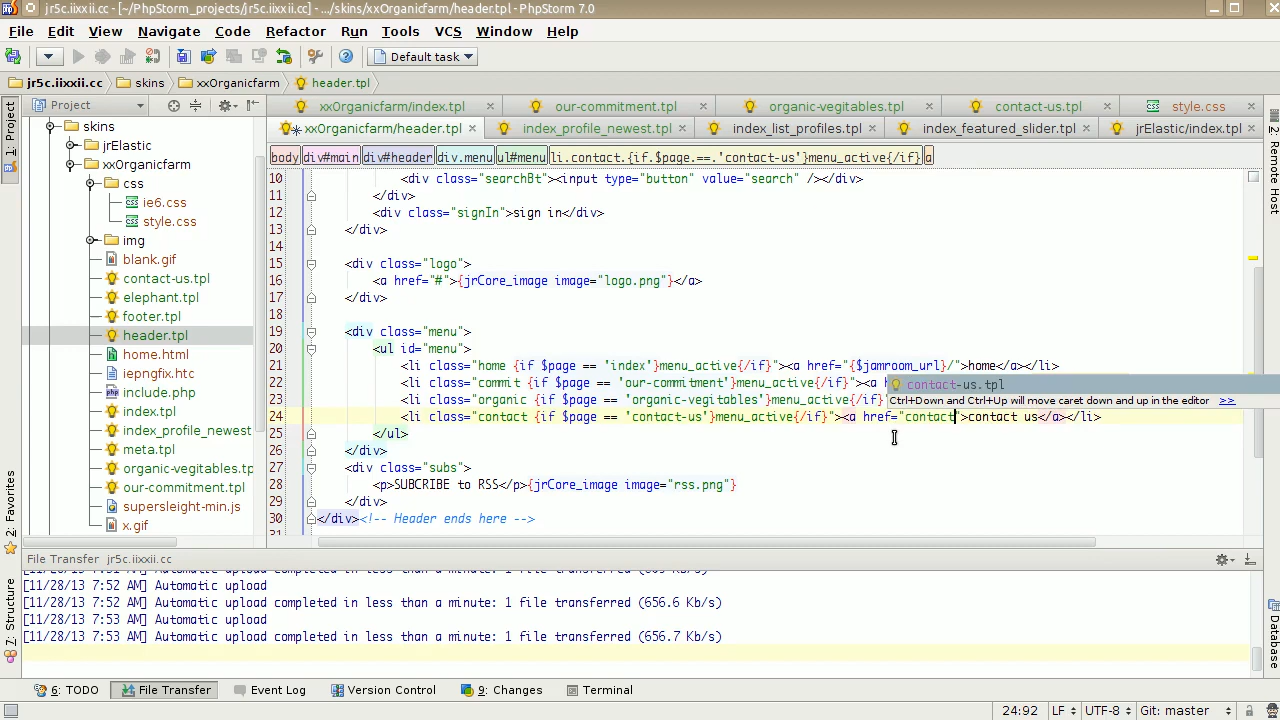 header.tpl - [jr5c.iixxii.cc] - [~/PhpStorm_projects/jr5c.iixxii.cc] - .../skins/xxOrganicfarm/header.tpl - PhpStorm 7.0
File Edit View Navigate Code Refactor Run Tools VCS Window Help
Default task
jr5c.iixxii.cc skins xxOrganicfarm header.tpl
Project
xxOrganicfarm/index.tpl our-commitment.tpl organic-vegitables.tpl contact-us.tpl style.css
xxOrganicfarm/header.tpl index_profile_newest.tpl index_list_profiles.tpl index_featured_slider.tpl jrElastic/index.tpl
body div#main div#header div.menu ul#menu li.contact.{if.$page.==.'contact-us'}menu_active{/if} a
1: Project
2: Favorites
7: Structure
skins
jrElastic
xxOrganicfarm
css
ie6.css
style.css
img
blank.gif
contact-us.tpl
elephant.tpl
footer.tpl
header.tpl
home.html
iepngfix.htc
include.php
index.tpl
index_profile_newest
meta.tpl
organic-vegetables.tp
our-commitment.tpl
supersleight-min.js
x.gif
10 <div class="searchBt"><input type="button" value="search" /></div>
11 </div>
12 <div class="signIn">sign in</div>
13 </div>
14
15 <div class="logo">
16 <a href="#">{jrCore_image image="logo.png"}</a>
17 </div>
18
19 <div class="menu">
20 <ul id="menu">
21 <li class="home {if $page == 'index'}menu_active{/if}"><a href="{$jamroom_url}/">home</a></li>
22 <li class="commit {if $page == 'our-commitment'}menu_active{/if}"><a
23 <li class="organic {if $page == 'organic-vegitables'}menu_active{/if}
24 <li class="contact {if $page == 'contact-us'}menu_active{/if}"><a href="contact">contact us</a></li>
25 </ul>
26 </div>
27 <div class="subs">
28 <p>SUBCRIBE to RSS</p>{jrCore_image image="rss.png"}
29 </div>
30 </div><!-- Header ends here -->
contact-us.tpl
Ctrl+Down and Ctrl+Up will move caret down and up in the editor >>
Remote Host
Database
File Transfer jr5c.iixxii.cc
[11/28/13 7:52 AM] Automatic upload
[11/28/13 7:52 AM] Automatic upload completed in less than a minute: 1 file transferred (656.6 Kb/s)
[11/28/13 7:53 AM] Automatic upload
[11/28/13 7:53 AM] Automatic upload completed in less than a minute: 1 file transferred (656.7 Kb/s)
6: TODO File Transfer Event Log Version Control 9: Changes Terminal
24:92 LF UTF-8 Git: master